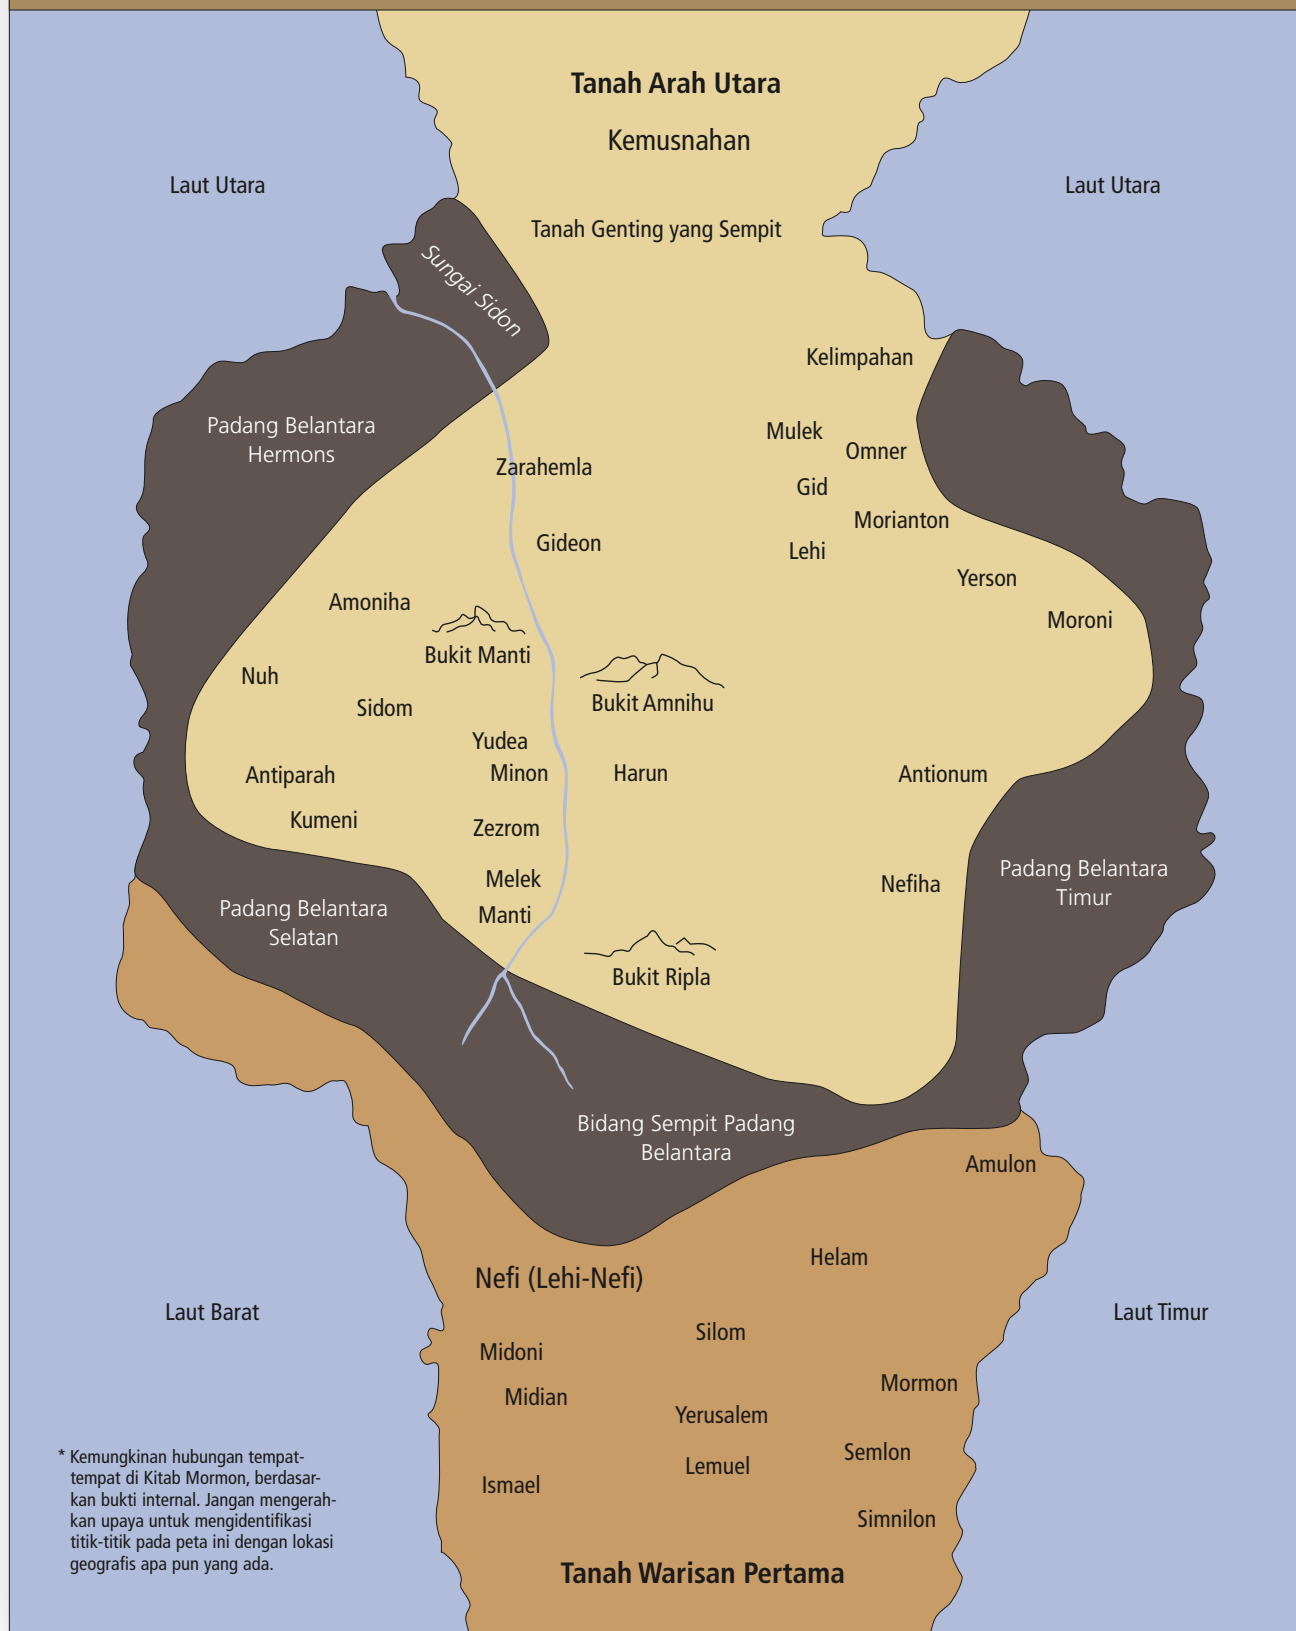 Tanah Arah Utara
Kemusnahan
Laut Utara
Laut Utara
Tanah Genting yang Sempit
Sungai Sidon
Kelimpahan
Padang Belantara
Hermons
Mulek
Omner
Zarahemla
Gid
Morianton
Gideon
Lehi
Yerson
Amoniha
Moroni
Bukit Manti
Nuh
Bukit Amnihu
Sidom
Yudea
Minon
Harun
Antiparah
Antionum
Kumeni
Zezrom
Melek
Nefiha
Padang Belantara
Timur
Padang Belantara
Selatan
Manti
Bukit Ripla
Bidang Sempit Padang
Belantara
Amulon
Helam
Nefi (Lehi-Nefi)
Laut Barat
Laut Timur
Silom
Midoni
Mormon
Midian
Yerusalem
Semlon
Lemuel
Ismael
Simnilon
* Kemungkinan hubungan tempat-
tempat di Kitab Mormon, berdasar-
kan bukti internal. Jangan mengerah-
kan upaya untuk mengidentifikasi
titik-titik pada peta ini dengan lokasi
geografis apa pun yang ada.
Tanah Warisan Pertama